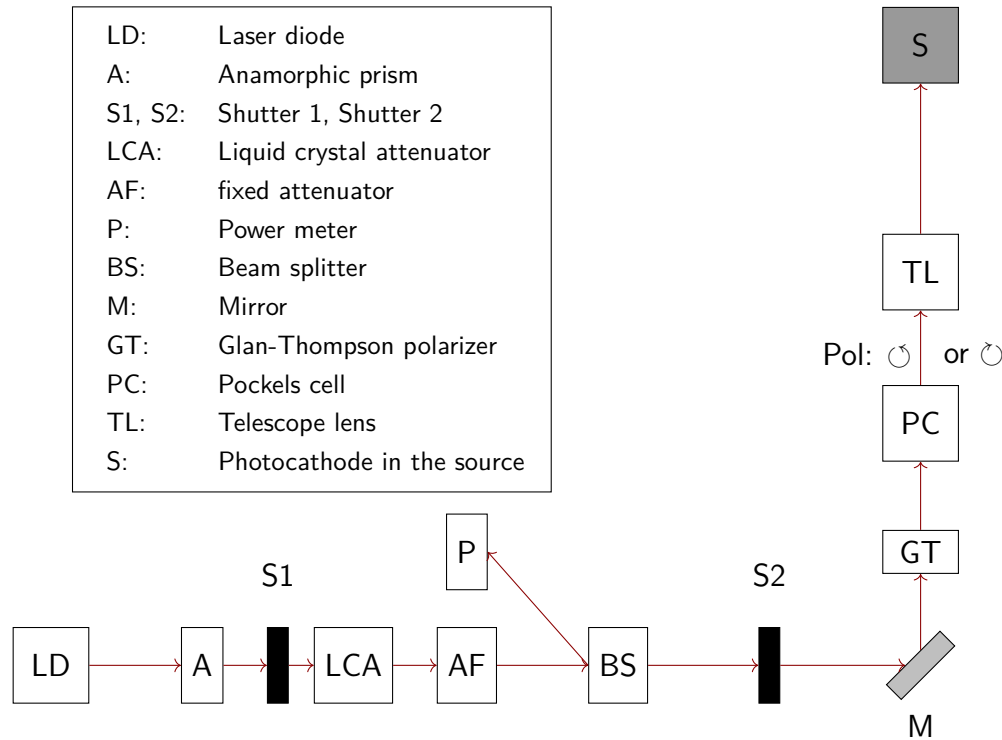 LD: Laser diode
A: Anamorphic prism
S1, S2: Shutter 1, Shutter 2
LCA: Liquid crystal attenuator
AF: fixed attenuator
P: Power meter
BS: Beam splitter
M: Mirror
GT: Glan-Thompson polarizer
PC: Pockels cell
TL: Telescope lens
S: Photocathode in the source
S
TL
Pol: ↺ or ↻
PC
GT
P
S1
S2
LD
A
LCA
AF
BS
M